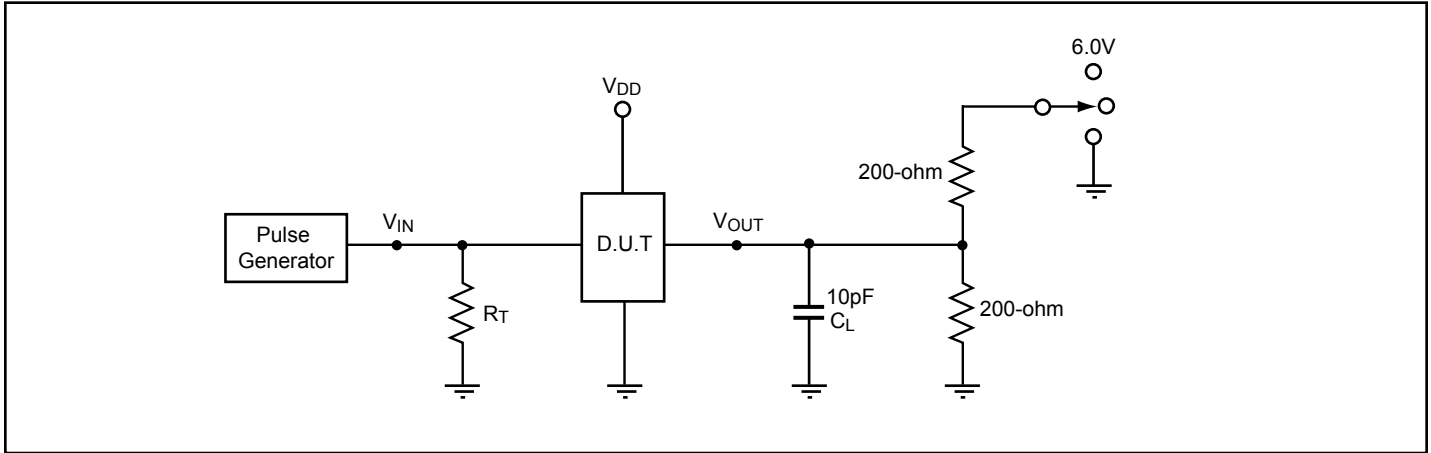 6.0V
VDD
200-ohm
VIN
VOUT
Pulse
Generator
D.U.T
RT
10pF
CL
200-ohm